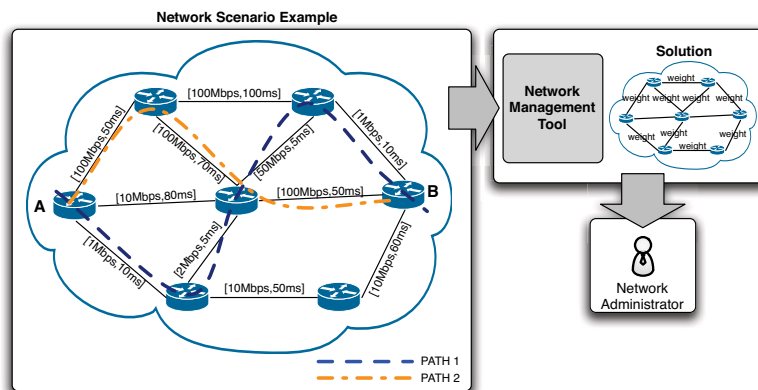 Network Scenario Example
[100Mbps,100ms]
[100Mbps,50ms]
[100Mbps,70ms]
[50Mbps,5ms]
[1Mbps,10ms]
A
[10Mbps,80ms]
[100Mbps,50ms]
B
[1Mbps,10ms]
[2Mbps,5ms]
[10Mbps,50ms]
[10Mbps,60ms]
PATH 1
PATH 2
Network
Management
Tool
Solution
weight
weight
weight
weight
weight
weight
weight
weight
weight
weight
Network
Administrator